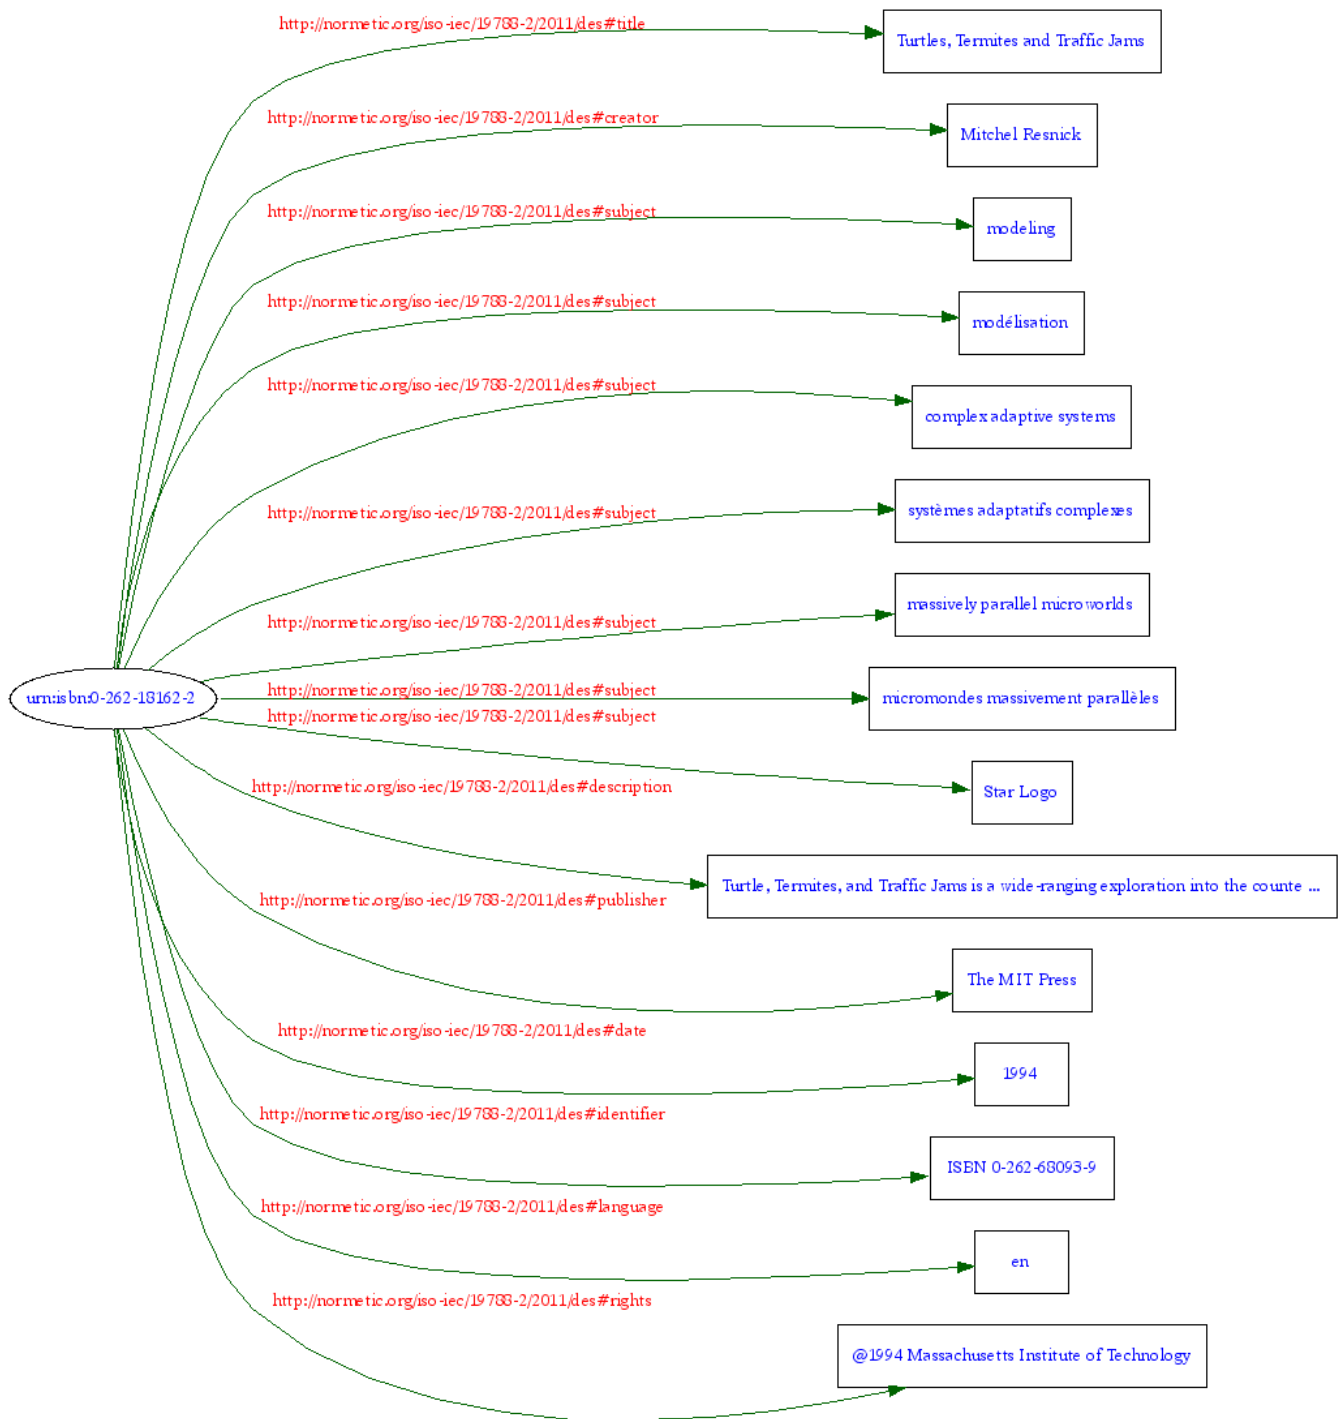 http://normetic.org/iso-iec/19788-2/2011/des#title
Turtles, Termites and Traffic Jams
http://normetic.org/iso-iec/19788-2/2011/des#creator
Mitchel Resnick
http://normetic.org/iso-iec/19788-2/2011/des#subject
modeling
http://normetic.org/iso-iec/19788-2/2011/des#subject
modélisation
http://normetic.org/iso-iec/19788-2/2011/des#subject
complex adaptive systems
http://normetic.org/iso-iec/19788-2/2011/des#subject
systèmes adaptatifs complexes
http://normetic.org/iso-iec/19788-2/2011/des#subject
massively parallel microworlds
urn:isbn:0-262-18162-2
http://normetic.org/iso-iec/19788-2/2011/des#subject
micromondes massivement parallèles
http://normetic.org/iso-iec/19788-2/2011/des#subject
Star Logo
http://normetic.org/iso-iec/19788-2/2011/des#description
Turtle, Termites, and Traffic Jams is a wide-ranging exploration into the counte ...
http://normetic.org/iso-iec/19788-2/2011/des#publisher
The MIT Press
http://normetic.org/iso-iec/19788-2/2011/des#date
1994
http://normetic.org/iso-iec/19788-2/2011/des#identifier
ISBN 0-262-68093-9
http://normetic.org/iso-iec/19788-2/2011/des#language
en
http://normetic.org/iso-iec/19788-2/2011/des#rights
@1994 Massachusetts Institute of Technology